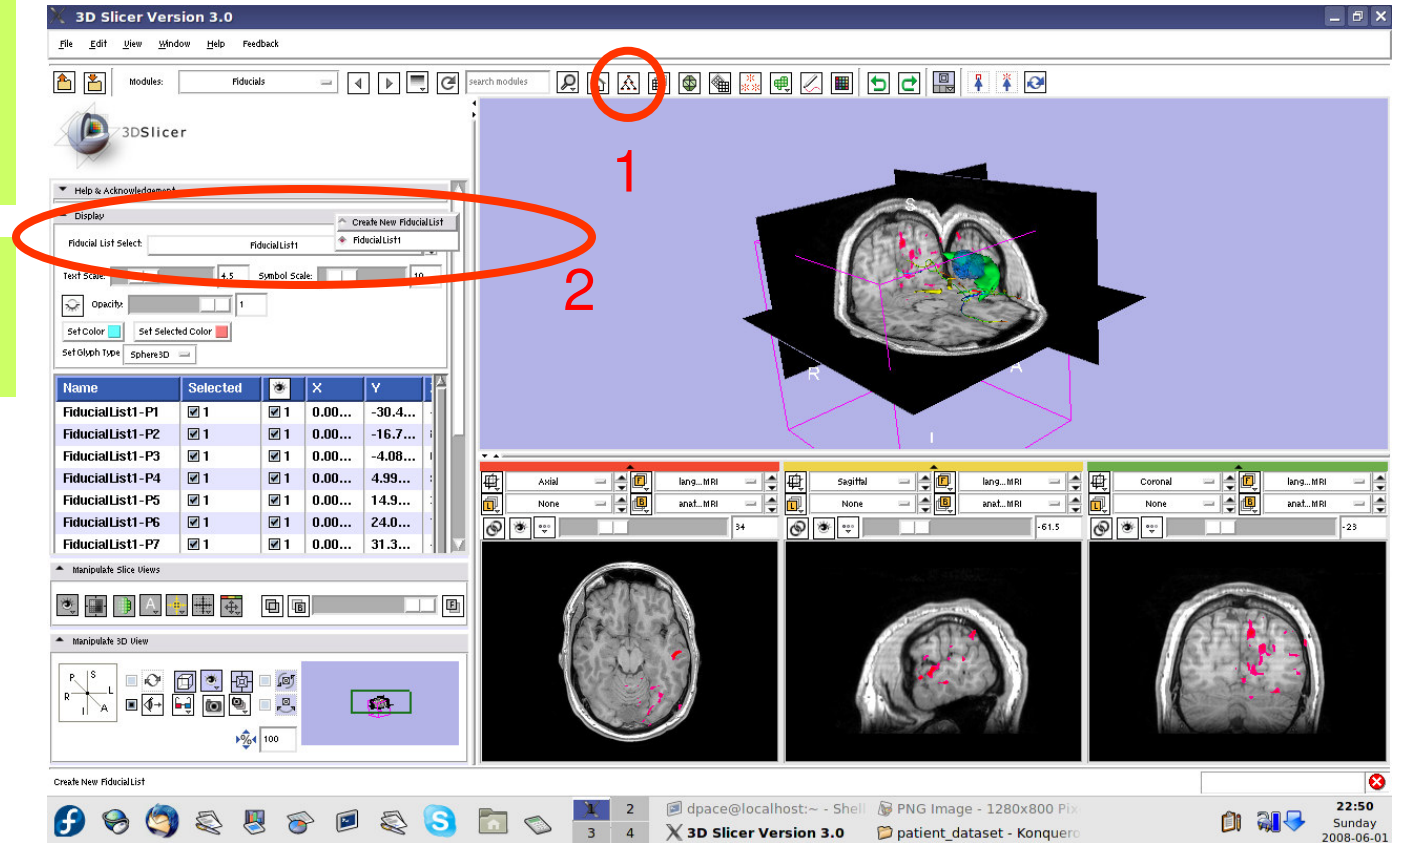 3D Slicer Version 3.0
File Edit View Window Help Feedback
Modules: Fiducials search modules
3DSlicer
1
Help & Acknowledgement
Display
Create New FiducialList
Fiducial List Select: FiducialList1
FiducialList1
2
Text Scale: 4.5 Symbol Scale: 10
Opacity: 1
Set Color Set Selected Color
Set Glyph Type Sphere3D
Name Selected X Y
FiducialList1-P1 1 1 0.00... -30.4...
FiducialList1-P2 1 1 0.00... -16.7...
FiducialList1-P3 1 1 0.00... -4.08...
FiducialList1-P4 1 1 0.00... 4.99...
FiducialList1-P5 1 1 0.00... 14.9...
FiducialList1-P6 1 1 0.00... 24.0...
FiducialList1-P7 1 1 0.00... 31.3...
S
R A
I
Axial F lang...MRI Sagittal F lang...MRI Coronal F lang...MRI
L None B anat...MRI L None B anat...MRI L None B anat...MRI
34 -61.5 -23
Manipulate Slice Views
A B F
Manipulate 3D View
P S
R L
I A
% 100
Create New FiducialList
1 2 dpace@localhost:~ - Shell PNG Image - 1280x800 Pix
3 4 3D Slicer Version 3.0 patient_dataset - Konquero
22:50
Sunday
2008-06-01